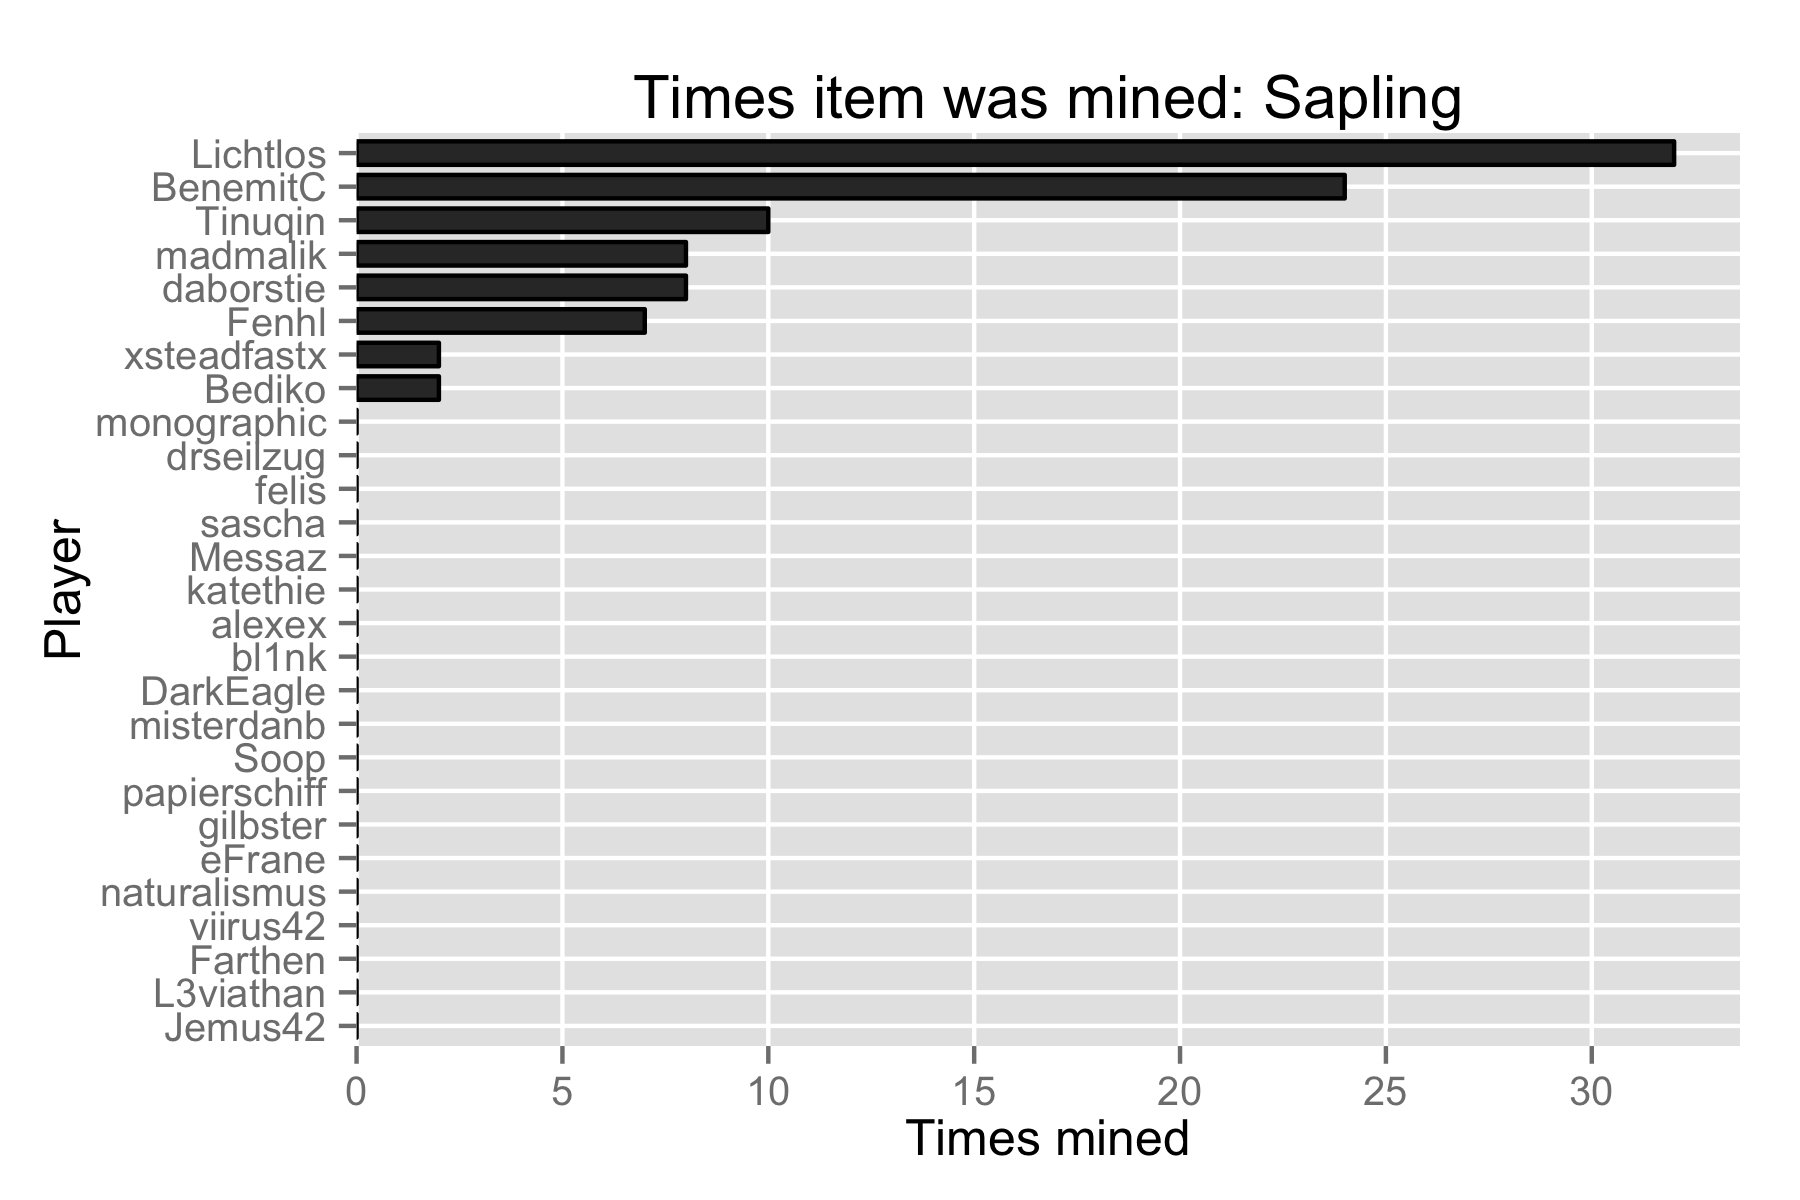 Times item was mined: Sapling
Lichtlos
BenemitC
Tinuqin
madmalik
daborstie
Fenhl
xsteadfastx
Bediko
monographic
drseilzug
felis
sascha
Messaz
katethie
alexex
bl1nk
DarkEagle
misterdanb
Soop
papierschiff
gilbster
eFrane
naturalismus
viirus42
Farthen
L3viathan
Jemus42
Player
0 5 10 15 20 25 30
Times mined